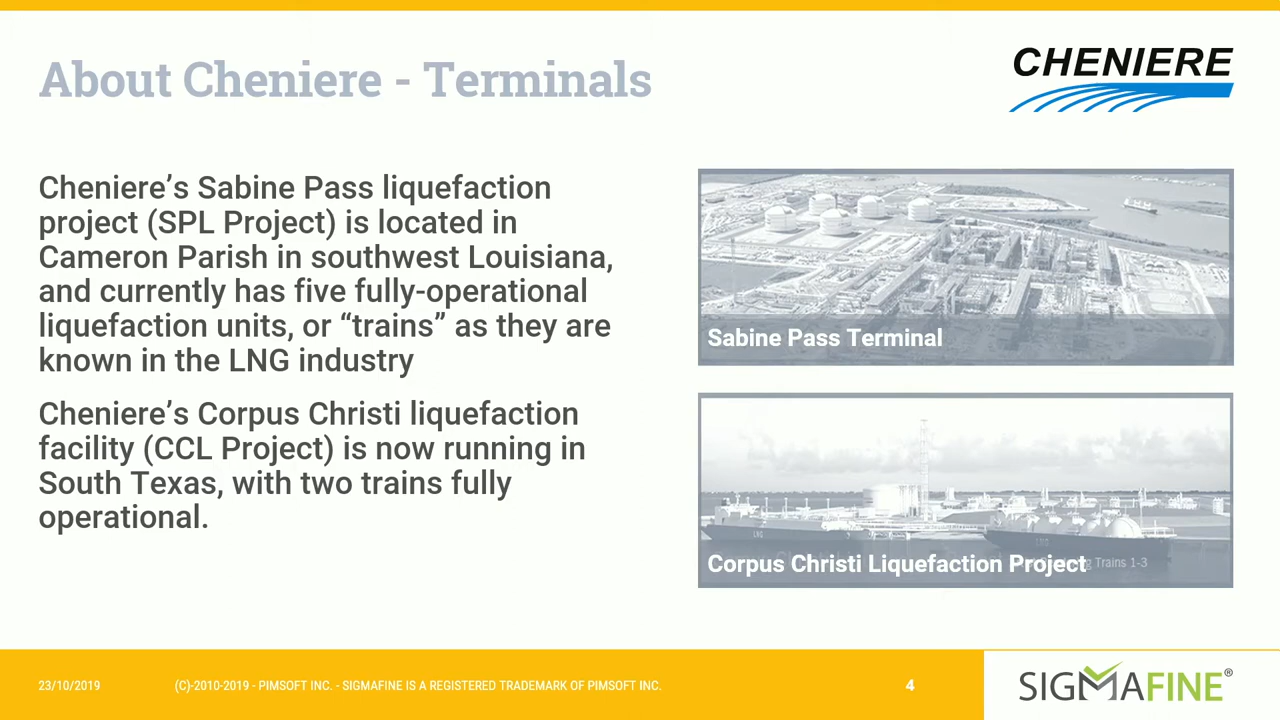 About Cheniere - Terminals
CHENIERE
Cheniere’s Sabine Pass liquefaction
project (SPL Project) is located in
Cameron Parish in southwest Louisiana,
and currently has five fully-operational
liquefaction units, or “trains” as they are
known in the LNG industry
Cheniere’s Corpus Christi liquefaction
facility (CCL Project) is now running in
South Texas, with two trains fully
operational.
Sabine Pass Terminal
LNG
LNG
Corpus Christi Liquefaction Project
Trains 1-3
23/10/2019
(C)-2010-2019 - PIMSOFT INC. - SIGMAFINE IS A REGISTERED TRADEMARK OF PIMSOFT INC.
4
SIGMAFINE®